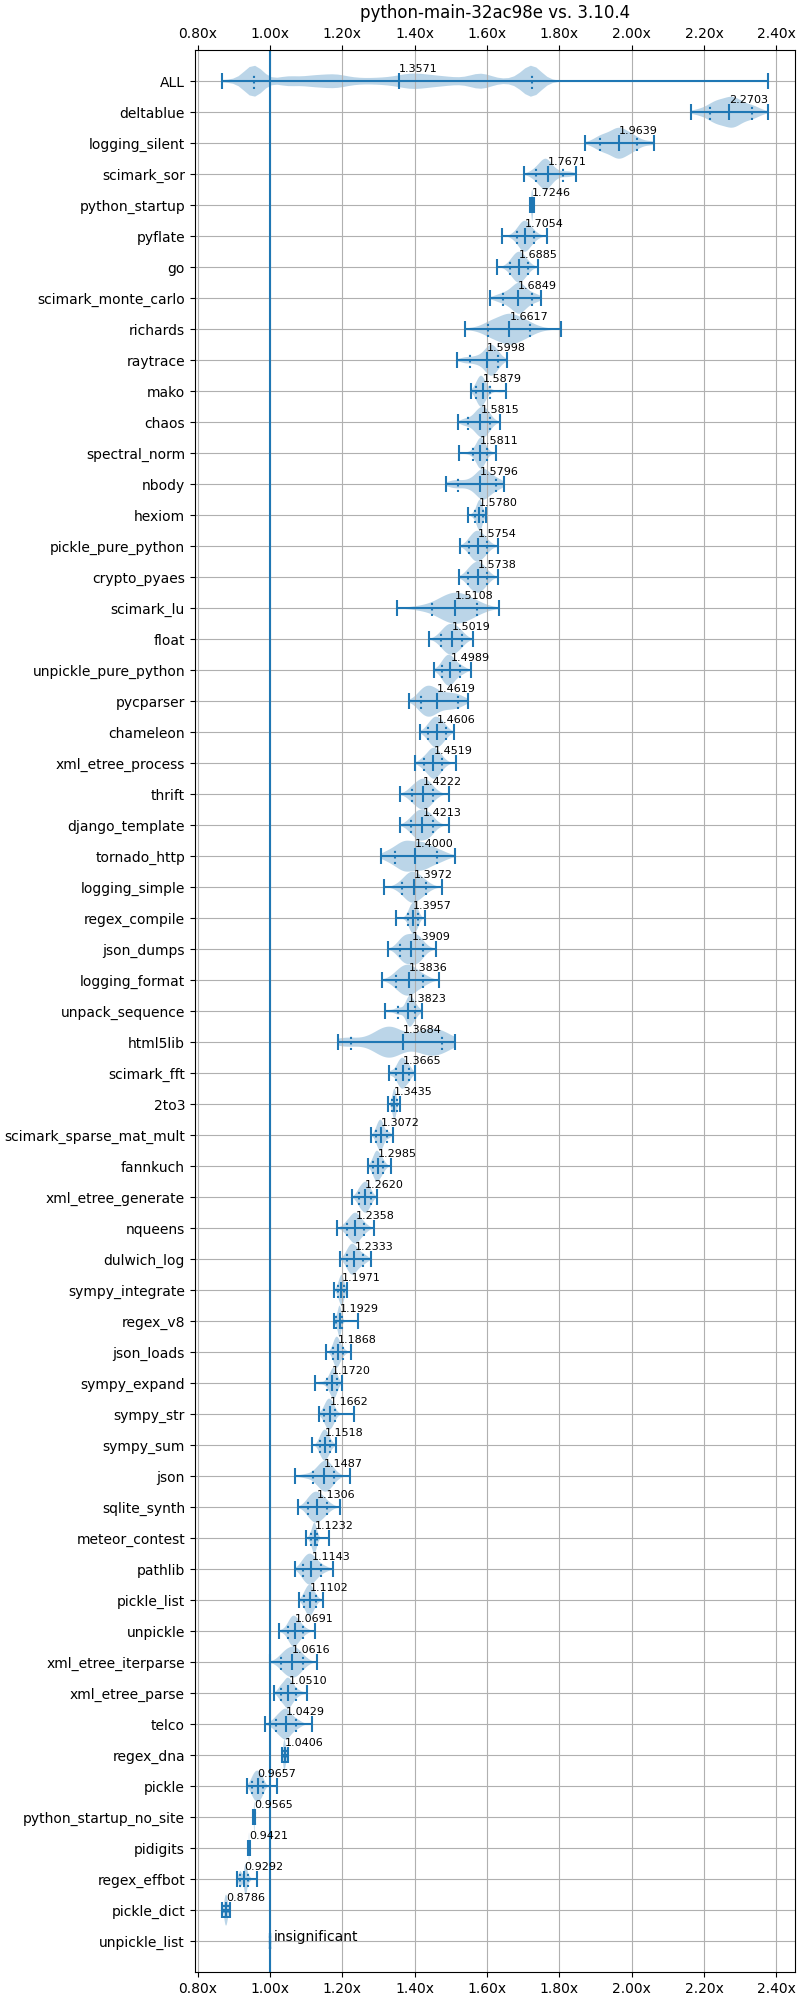 python-main-32ac98e vs. 3.10.4
0.80x 1.00x 1.20x 1.40x 1.60x 1.80x 2.00x 2.20x 2.40x
ALL 1.3571
deltablue 2.2703
logging_silent 1.9639
scimark_sor 1.7671
python_startup 1.7246
pyflate 1.7054
go 1.6885
scimark_monte_carlo 1.6849
richards 1.6617
raytrace 1.5998
mako 1.5879
chaos 1.5815
spectral_norm 1.5811
nbody 1.5796
hexiom 1.5780
pickle_pure_python 1.5754
crypto_pyaes 1.5738
scimark_lu 1.5108
float 1.5019
unpickle_pure_python 1.4989
pycparser 1.4619
chameleon 1.4606
xml_etree_process 1.4519
thrift 1.4222
django_template 1.4213
tornado_http 1.4000
logging_simple 1.3972
regex_compile 1.3957
json_dumps 1.3909
logging_format 1.3836
unpack_sequence 1.3823
html5lib 1.3684
scimark_fft 1.3665
2to3 1.3435
scimark_sparse_mat_mult 1.3072
fannkuch 1.2985
xml_etree_generate 1.2620
nqueens 1.2358
dulwich_log 1.2333
sympy_integrate 1.1971
regex_v8 1.1929
json_loads 1.1868
sympy_expand 1.1720
sympy_str 1.1662
sympy_sum 1.1518
json 1.1487
sqlite_synth 1.1306
meteor_contest 1.1232
pathlib 1.1143
pickle_list 1.1102
unpickle 1.0691
xml_etree_iterparse 1.0616
xml_etree_parse 1.0510
telco 1.0429
regex_dna 1.0406
pickle 0.9657
python_startup_no_site 0.9565
pidigits 0.9421
regex_effbot 0.9292
pickle_dict 0.8786
unpickle_list insignificant
0.80x 1.00x 1.20x 1.40x 1.60x 1.80x 2.00x 2.20x 2.40x